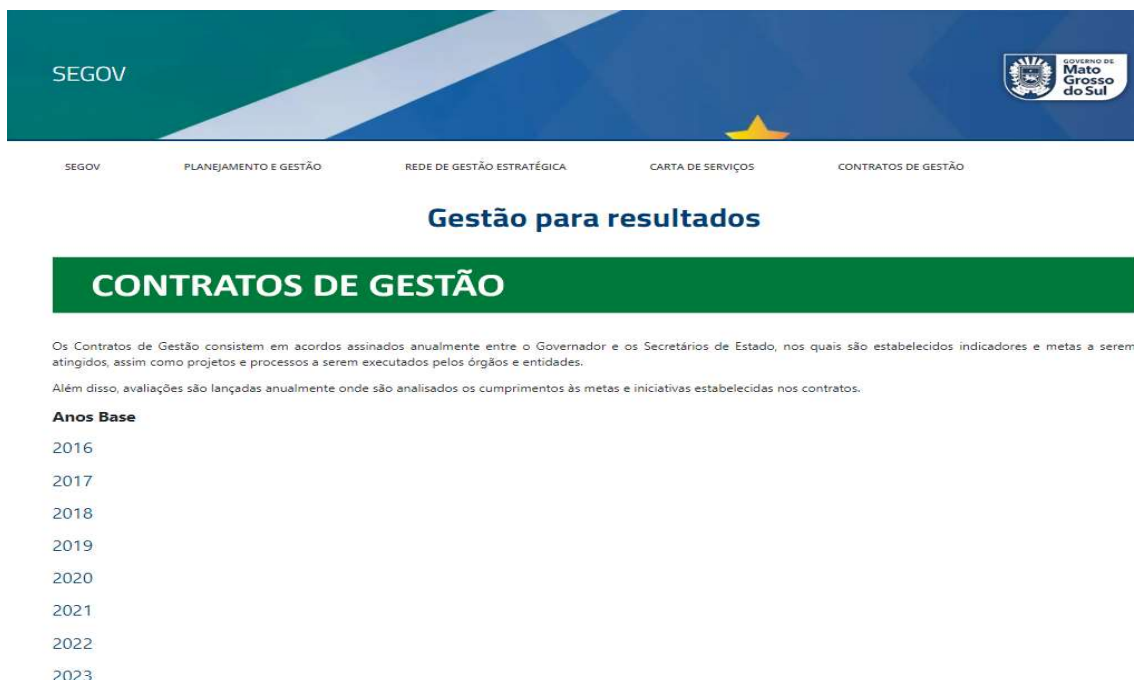 SEGOV
GOVERNO DE
Mato
Grosso
do Sul
SEGOV PLANEJAMENTO E GESTÃO REDE DE GESTÃO ESTRATÉGICA CARTA DE SERVIÇOS CONTRATOS DE GESTÃO
Gestão para resultados
CONTRATOS DE GESTÃO
Os Contratos de Gestão consistem em acordos assinados anualmente entre o Governador e os Secretários de Estado, nos quais são estabelecidos indicadores e metas a serem
atingidos, assim como projetos e processos a serem executados pelos órgãos e entidades.
Além disso, avaliações são lançadas anualmente onde são analisados os cumprimentos às metas e iniciativas estabelecidas nos contratos.
Anos Base
2016
2017
2018
2019
2020
2021
2022
2023